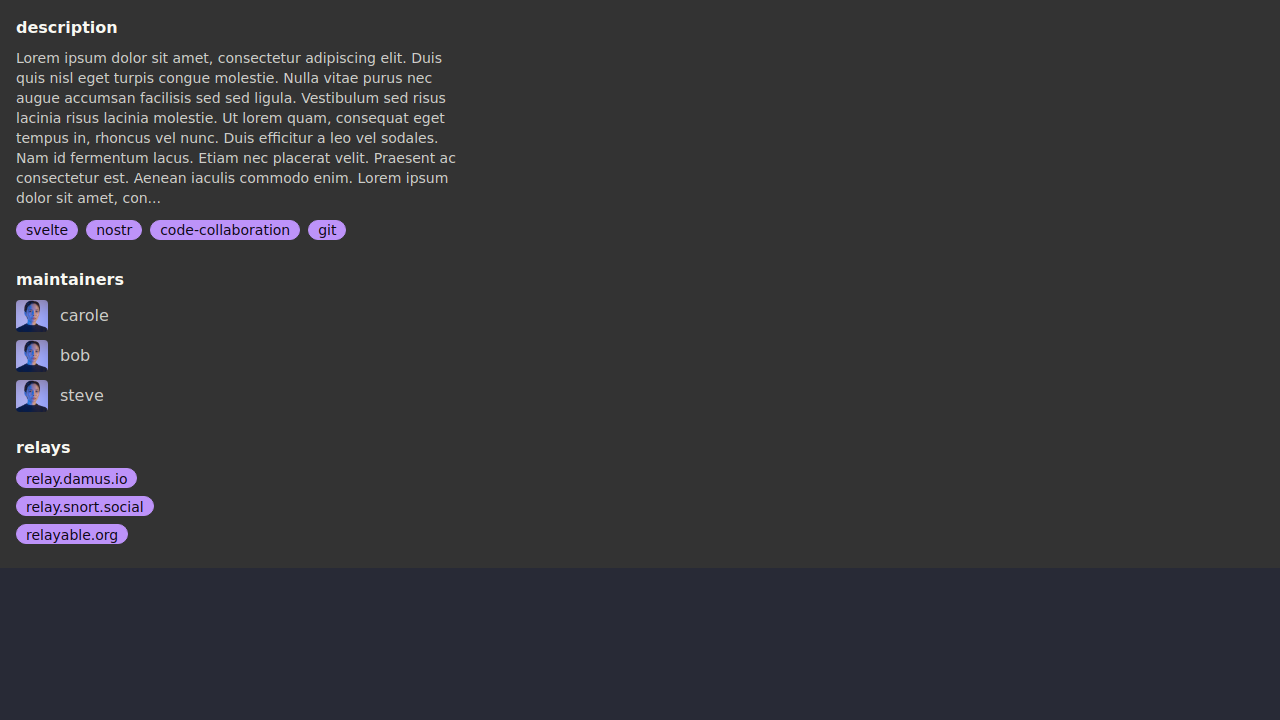 description
Lorem ipsum dolor sit amet, consectetur adipiscing elit. Duis
quis nisl eget turpis congue molestie. Nulla vitae purus nec
augue accumsan facilisis sed sed ligula. Vestibulum sed risus
lacinia risus lacinia molestie. Ut lorem quam, consequat eget
tempus in, rhoncus vel nunc. Duis efficitur a leo vel sodales.
Nam id fermentum lacus. Etiam nec placerat velit. Praesent ac
consectetur est. Aenean iaculis commodo enim. Lorem ipsum
dolor sit amet, con...
svelte nostr code-collaboration git
maintainers
carole
bob
steve
relays
relay.damus.io
relay.snort.social
relayable.org